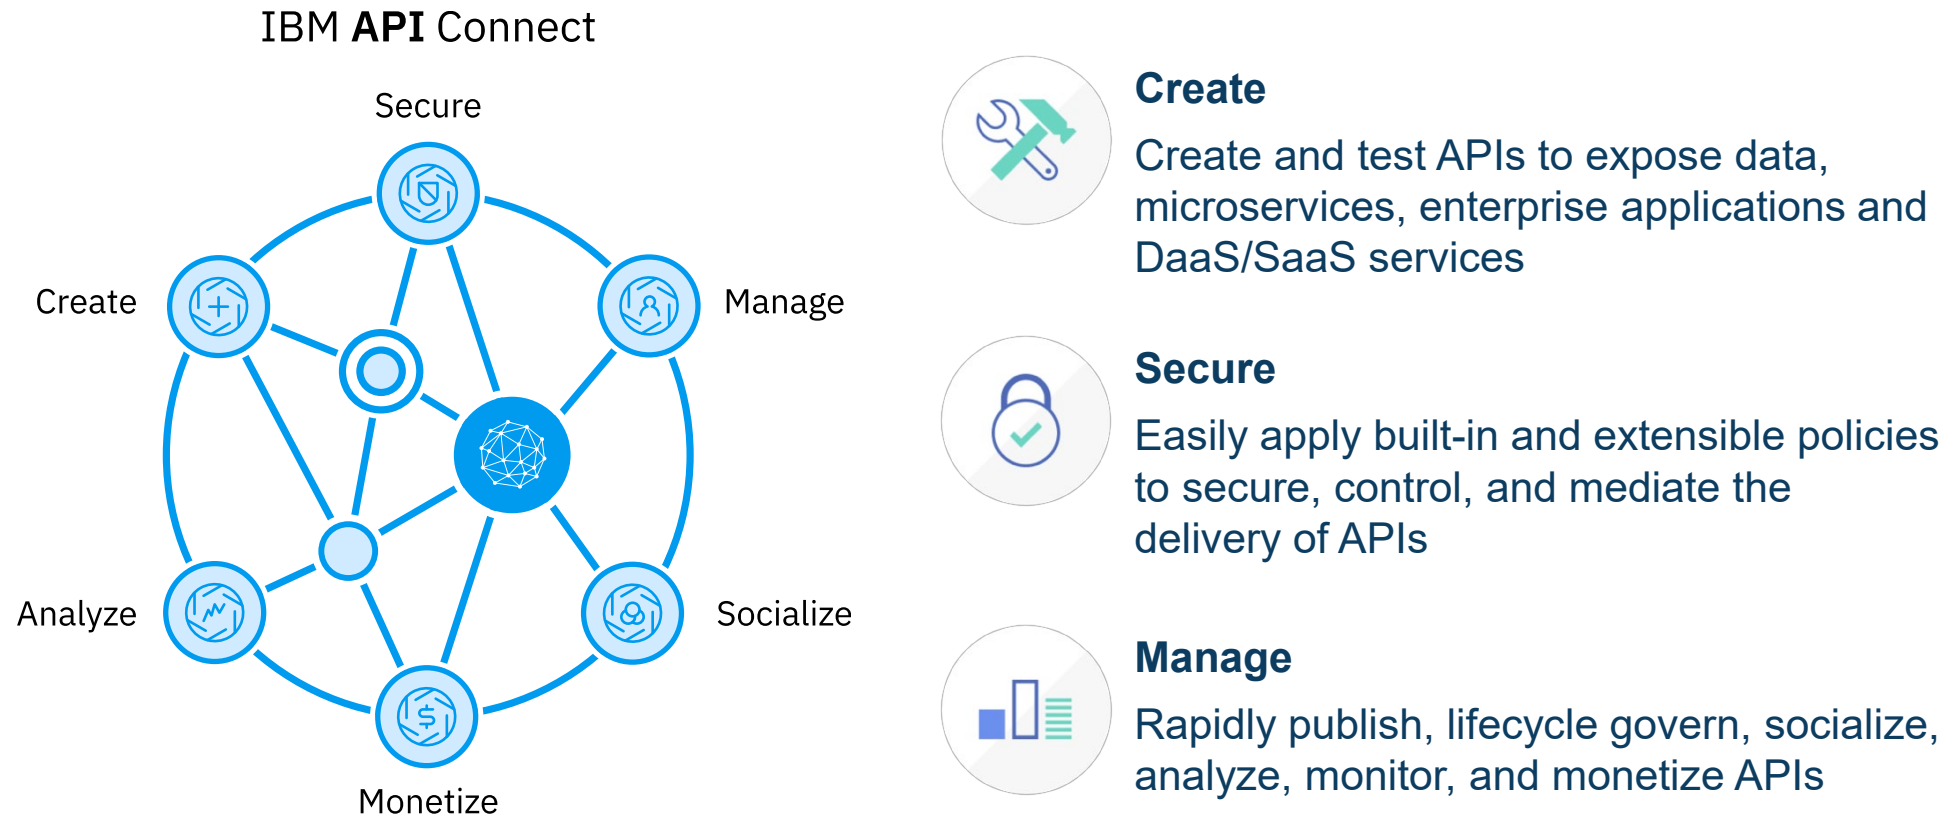 IBM API Connect
Secure
Create
Manage
Analyze
Socialize
Monetize
Create
Create and test APIs to expose data,
microservices, enterprise applications and
DaaS/SaaS services
Secure
Easily apply built-in and extensible policies
to secure, control, and mediate the
delivery of APIs
Manage
Rapidly publish, lifecycle govern, socialize,
analyze, monitor, and monetize APIs